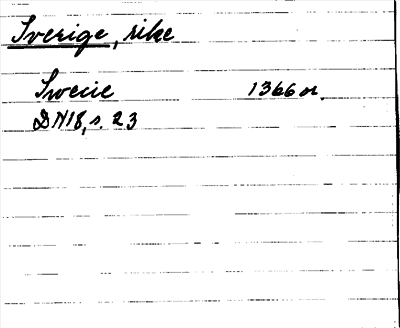 Sverige, rike
Swecie 1366 or.
DN18, s. 23